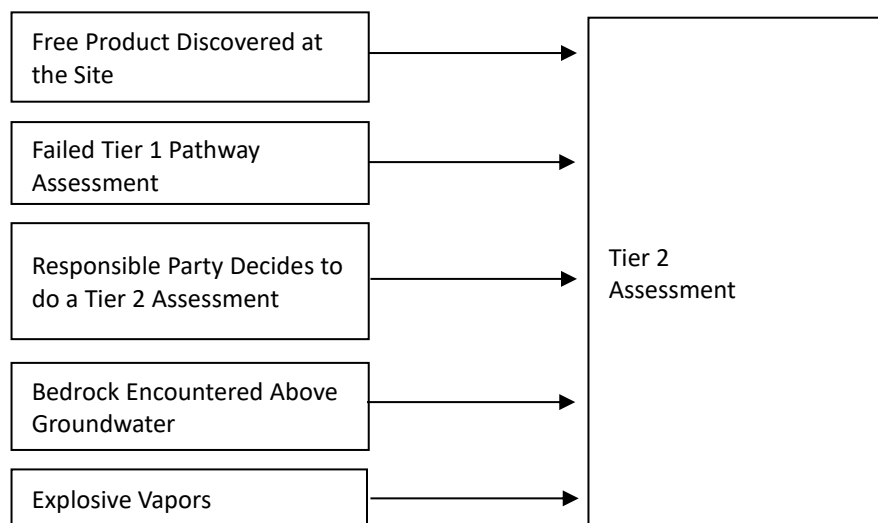 Free Product Discovered at
the Site
Failed Tier 1 Pathway
Assessment
Responsible Party Decides to
do a Tier 2 Assessment
Bedrock Encountered Above
Groundwater
Explosive Vapors
Tier 2
Assessment